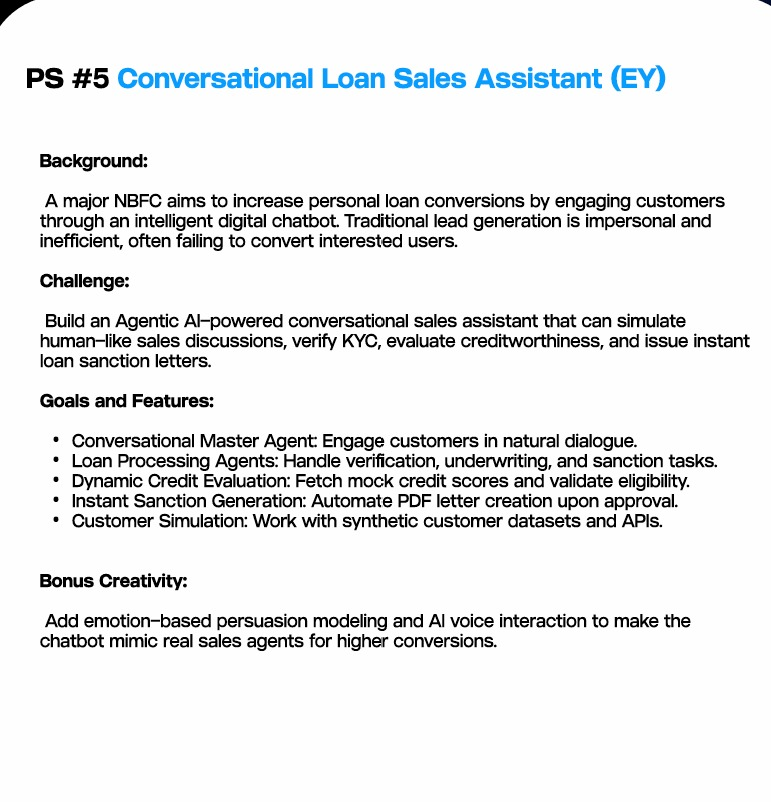 PS #5 Conversational Loan Sales Assistant (EY)
Background:
A major NBFC aims to increase personal loan conversions by engaging customers
through an intelligent digital chatbot. Traditional lead generation is impersonal and
inefficient, often failing to convert interested users.
Challenge:
Build an Agentic AI–powered conversational sales assistant that can simulate
human–like sales discussions, verify KYC, evaluate creditworthiness, and issue instant
loan sanction letters.
Goals and Features:
• Conversational Master Agent: Engage customers in natural dialogue.
• Loan Processing Agents: Handle verification, underwriting, and sanction tasks.
• Dynamic Credit Evaluation: Fetch mock credit scores and validate eligibility.
• Instant Sanction Generation: Automate PDF letter creation upon approval.
• Customer Simulation: Work with synthetic customer datasets and APIs.
Bonus Creativity:
Add emotion–based persuasion modeling and AI voice interaction to make the
chatbot mimic real sales agents for higher conversions.